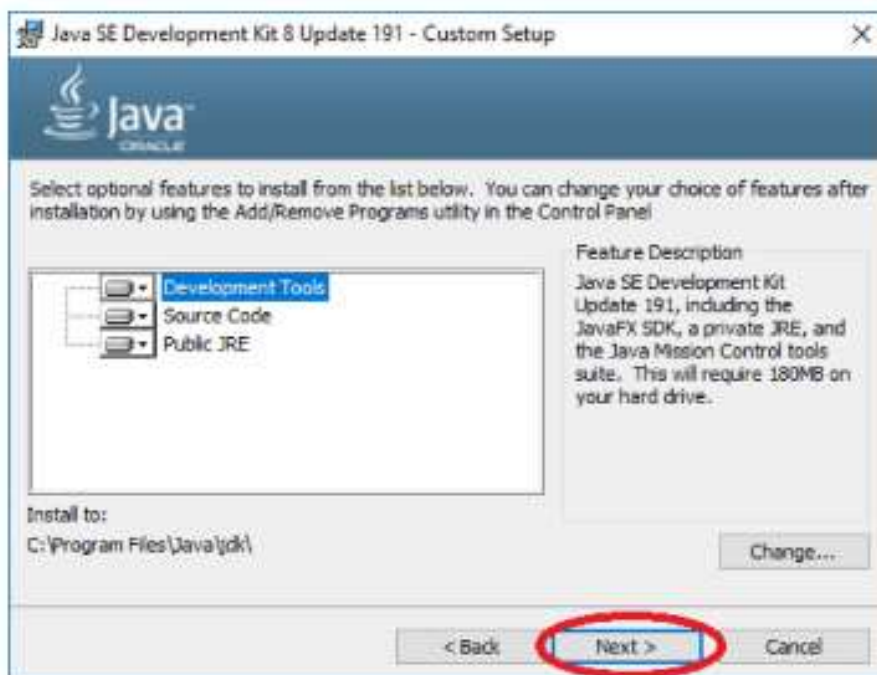 Java SE Development Kit 8 Update 191 - Custom Setup
Java
ORACLE
Select optional features to install from the list below. You can change your choice of features after
installation by using the Add/Remove Programs utility in the Control Panel
Development Tools
Source Code
Public JRE
Feature Description
Java SE Development Kit
Update 191, including the
JavaFX SDK, a private JRE, and
the Java Mission Control tools
suite. This will require 180MB on
your hard drive.
Install to:
C:\Program Files\Java\jdk\
Change...
< Back
Next >
Cancel